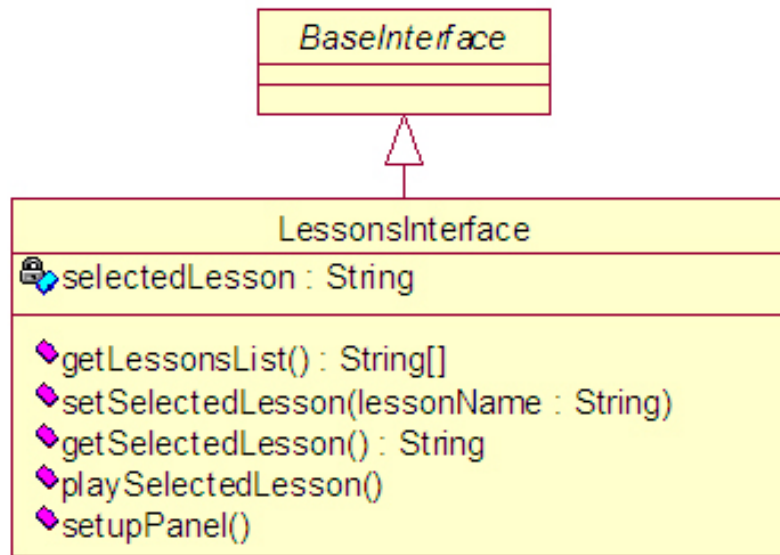 BaseInterface
LessonsInterface
selectedLesson : String
getLessonsList() : String[]
setSelectedLesson(lessonName : String)
getSelectedLesson() : String
playSelectedLesson()
setupPanel()